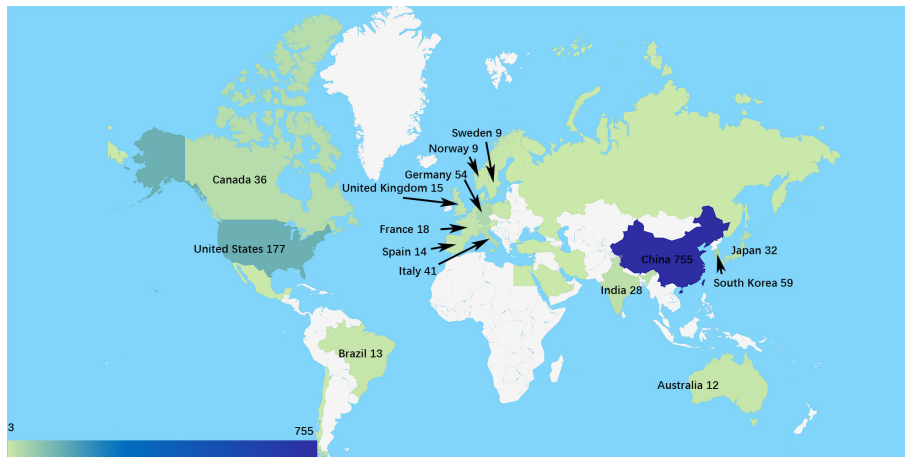 Sweden 9
Norway 9
Germany 54
Canada 36
United Kingdom 15
France 18
United States 177
Spain 14
Japan 32
China 755
Italy 41
South Korea 59
India 28
Brazil 13
Australia 12
3
755